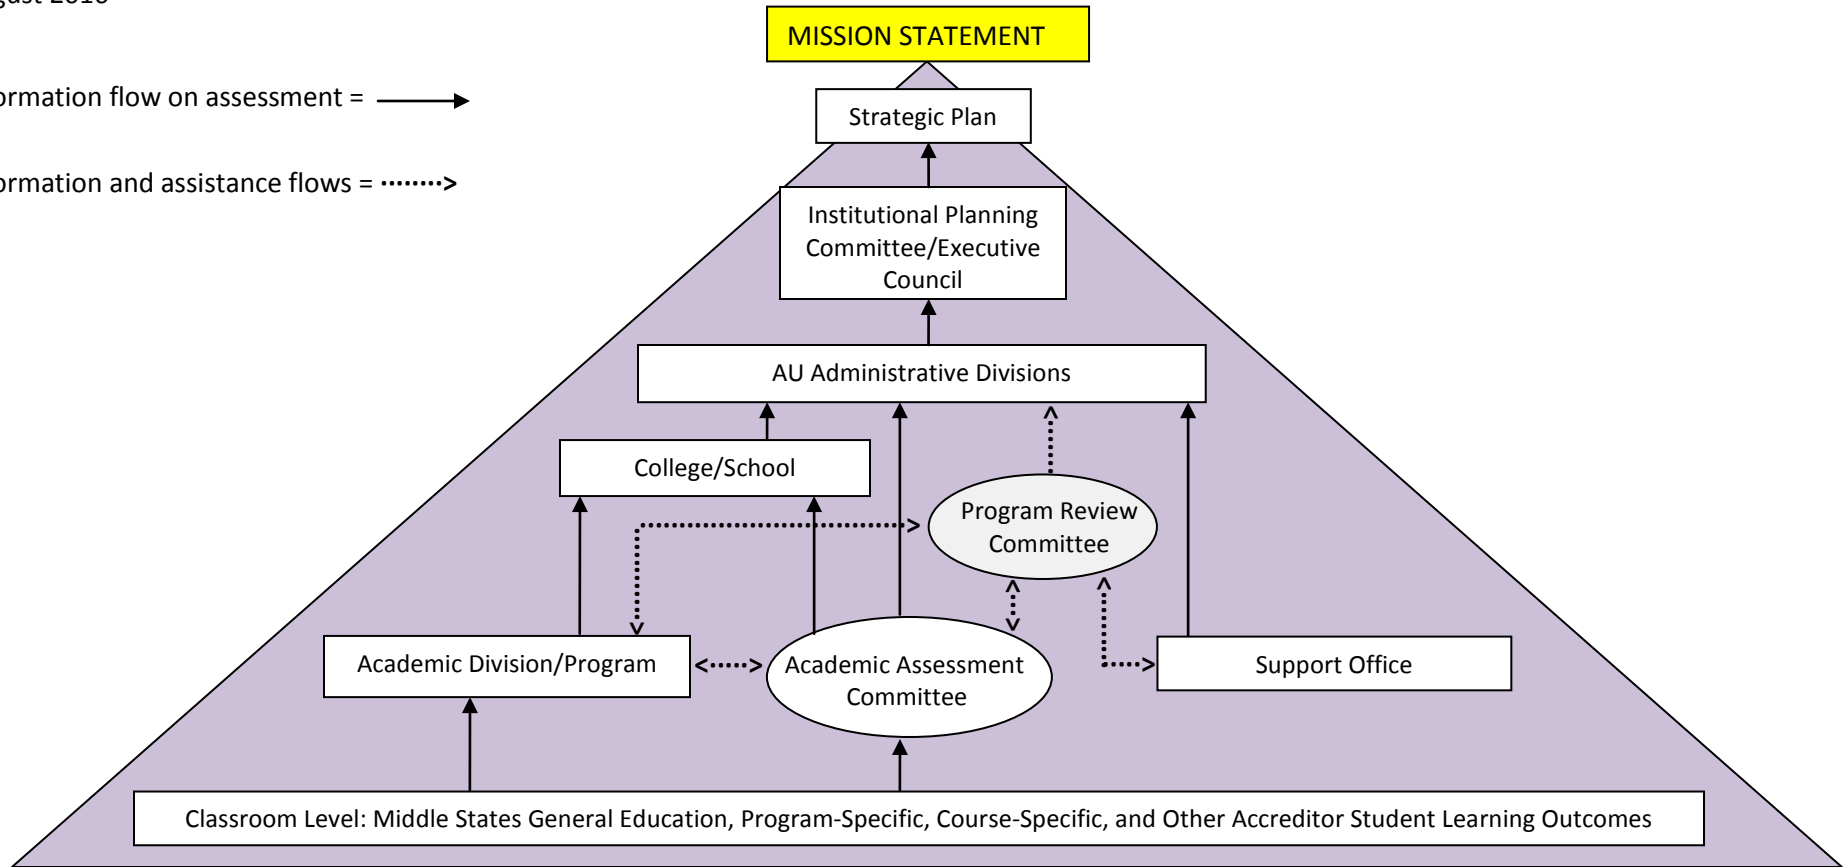 MISSION STATEMENT
ormation flow on assessment =
Strategic Plan
ormation and assistance flows =
Institutional Planning
Committee/Executive
Council
AU Administrative Divisions
College/School
Program Review
Committee
Academic Division/Program
Academic Assessment
Committee
Support Office
Classroom Level: Middle States General Education, Program-Specific, Course-Specific, and Other Accreditor Student Learning Outcomes